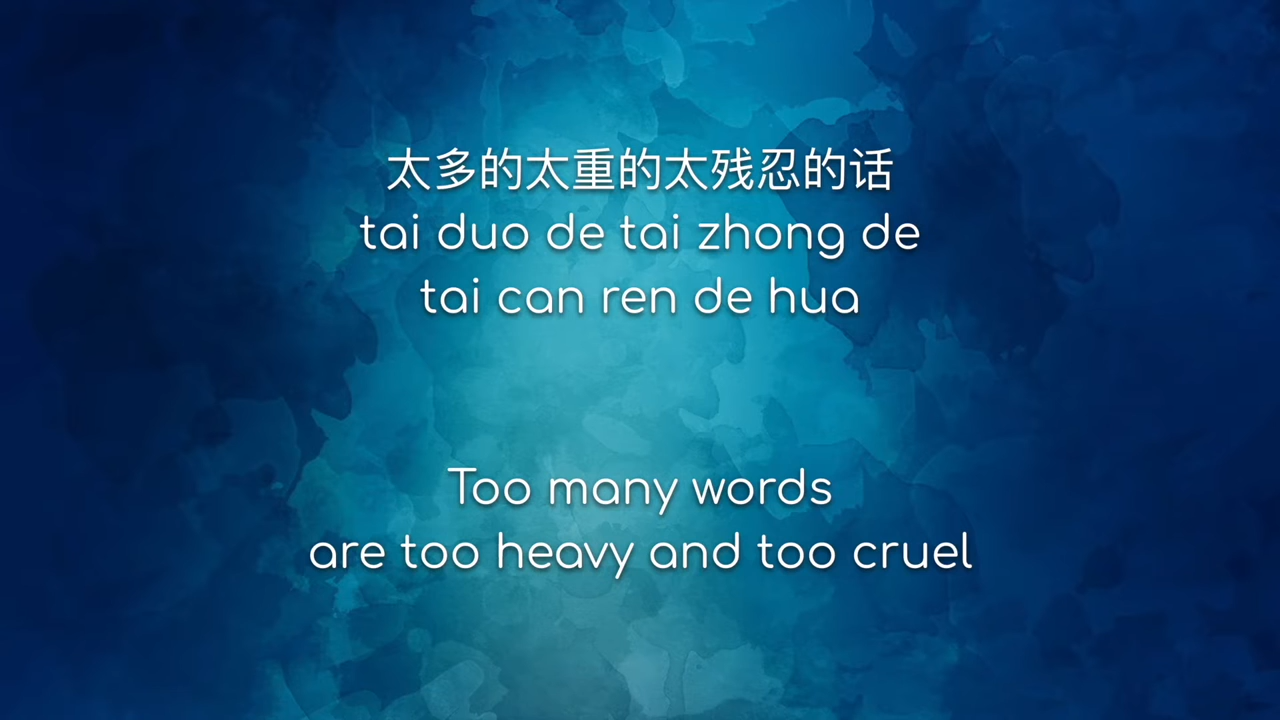 太多的太重的太残忍的话
tai duo de tai zhong de
tai can ren de hua
Too many words
are too heavy and too cruel